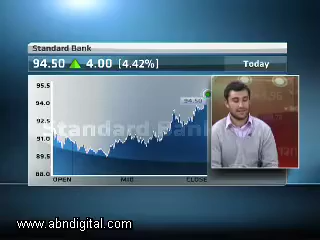 Standard Bank
94.50 4.00 [4.42%] Today
95.5
94.50
94.0
92.5
91.0
89.5
88.0
Standard Bank
OPEN MID CLOSE
www.abndigital.com